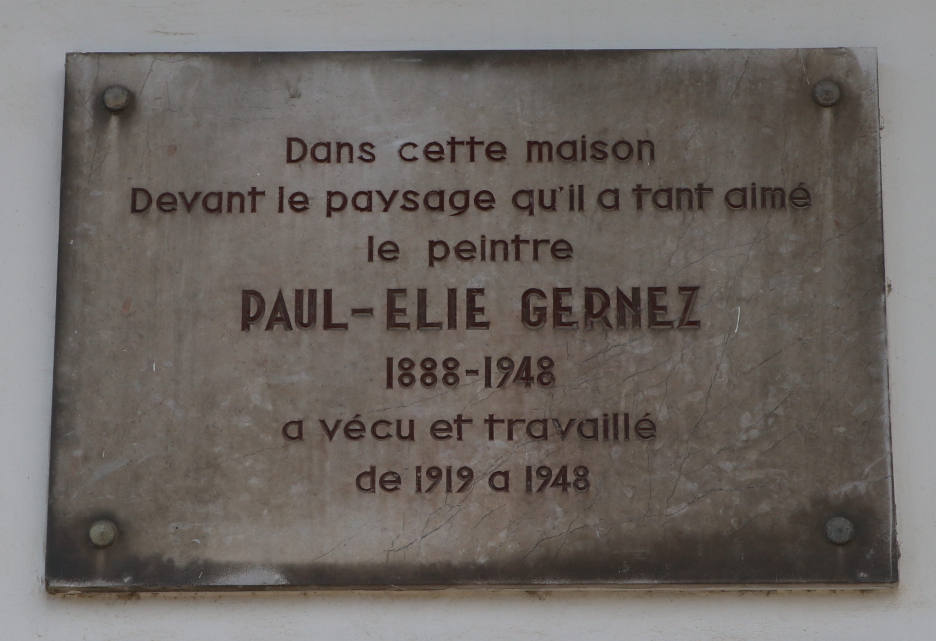 Dans cette maison
Devant le paysage qu'il a tant aimé
le peintre
PAUL-ELIE GERNEZ
1888-1948
a vécu et travaillé
de 1919 a 1948